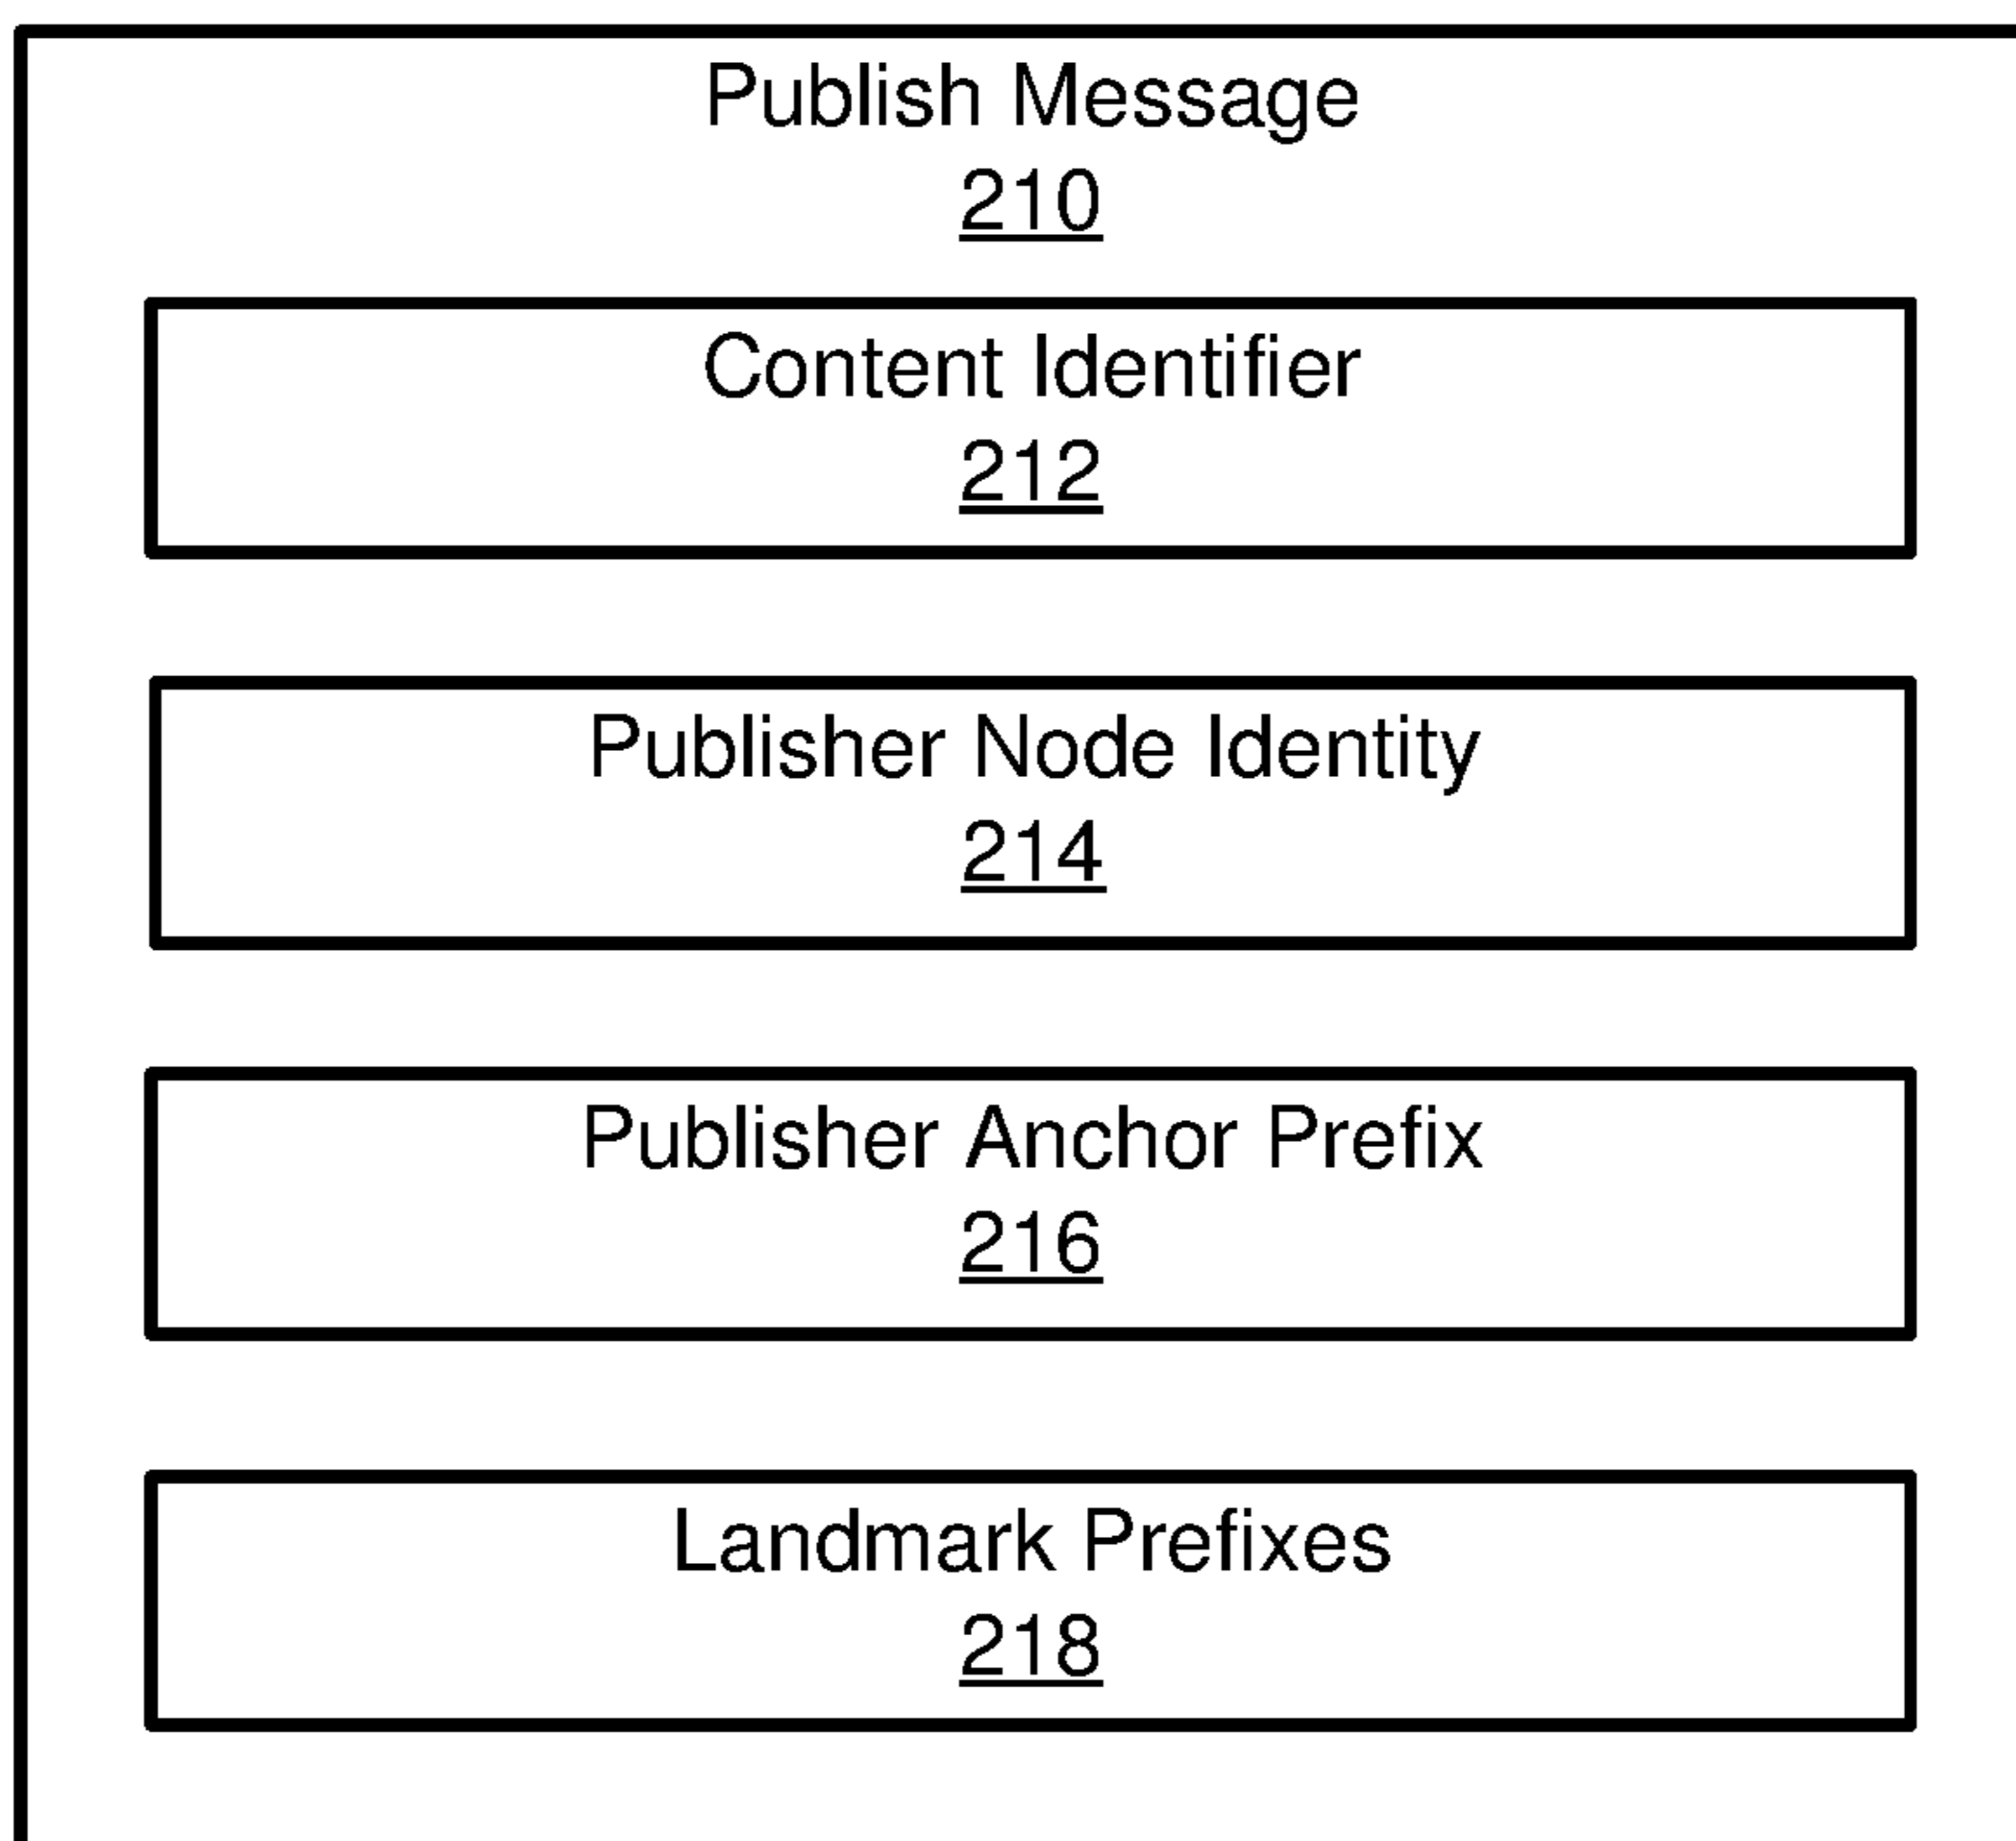 Publish Message
210
Content Identifier
212
Publisher Node Identity
214
Publisher Anchor Prefix
216
Landmark Prefixes
218